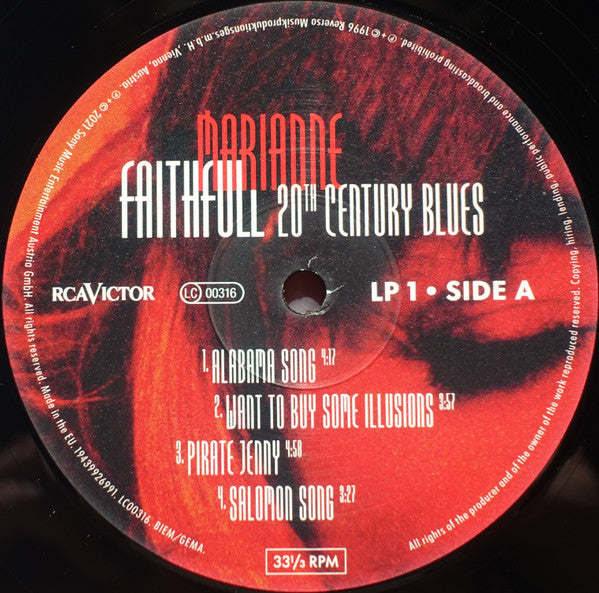 MARIANNE
FAITHFULL 20TH CENTURY BLUES
RCAVICTOR
LC 00316
LP 1 • SIDE A
1. ALABAMA SONG 4:17
2. WANT TO BUY SOME ILLUSIONS 3:57
3. PIRATE JENNY 4:58
4. SALOMON SONG 3:27
33⅓ RPM
℗+© 1996 Reverso Musikproduktionsges.m.b.H., Vienna, Austria. ℗+© 2021 Sony Music Entertainment Austria GmbH. All rights reserved. Made in the EU. 19439926991. LC00316. BIEM/GEMA.
All rights of the producer and of the owner of the work reproduced reserved. Copying, hiring, lending, public performance and broadcasting prohibited.